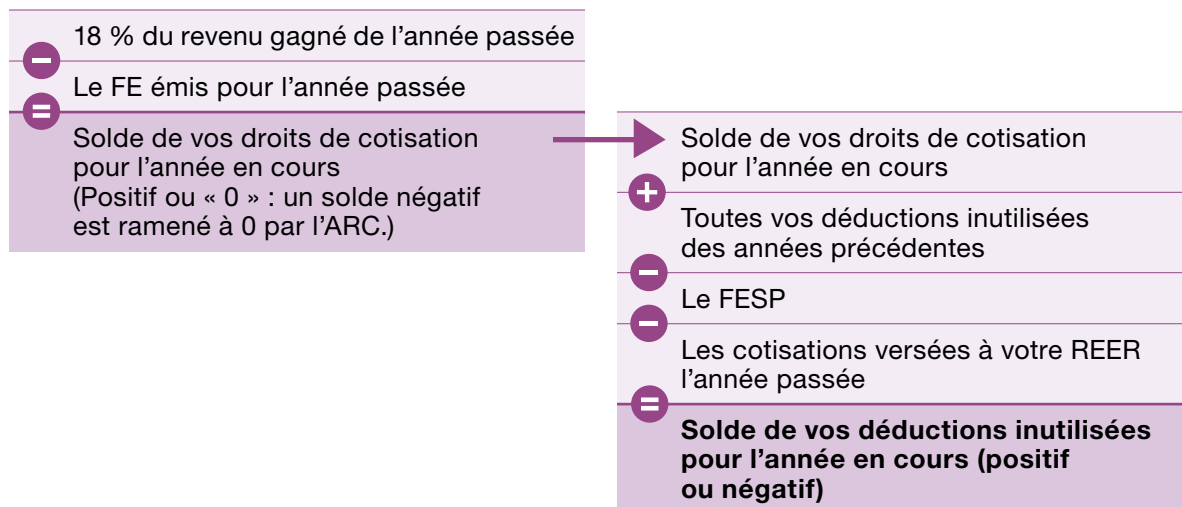 18 % du revenu gagné de l’année passée
−
Le FE émis pour l’année passée
=
Solde de vos droits de cotisation
pour l’année en cours
(Positif ou « 0 » : un solde négatif
est ramené à 0 par l’ARC.)
Solde de vos droits de cotisation
pour l’année en cours
+
Toutes vos déductions inutilisées
des années précédentes
−
Le FESP
−
Les cotisations versées à votre REER
l’année passée
=
Solde de vos déductions inutilisées
pour l’année en cours (positif
ou négatif)